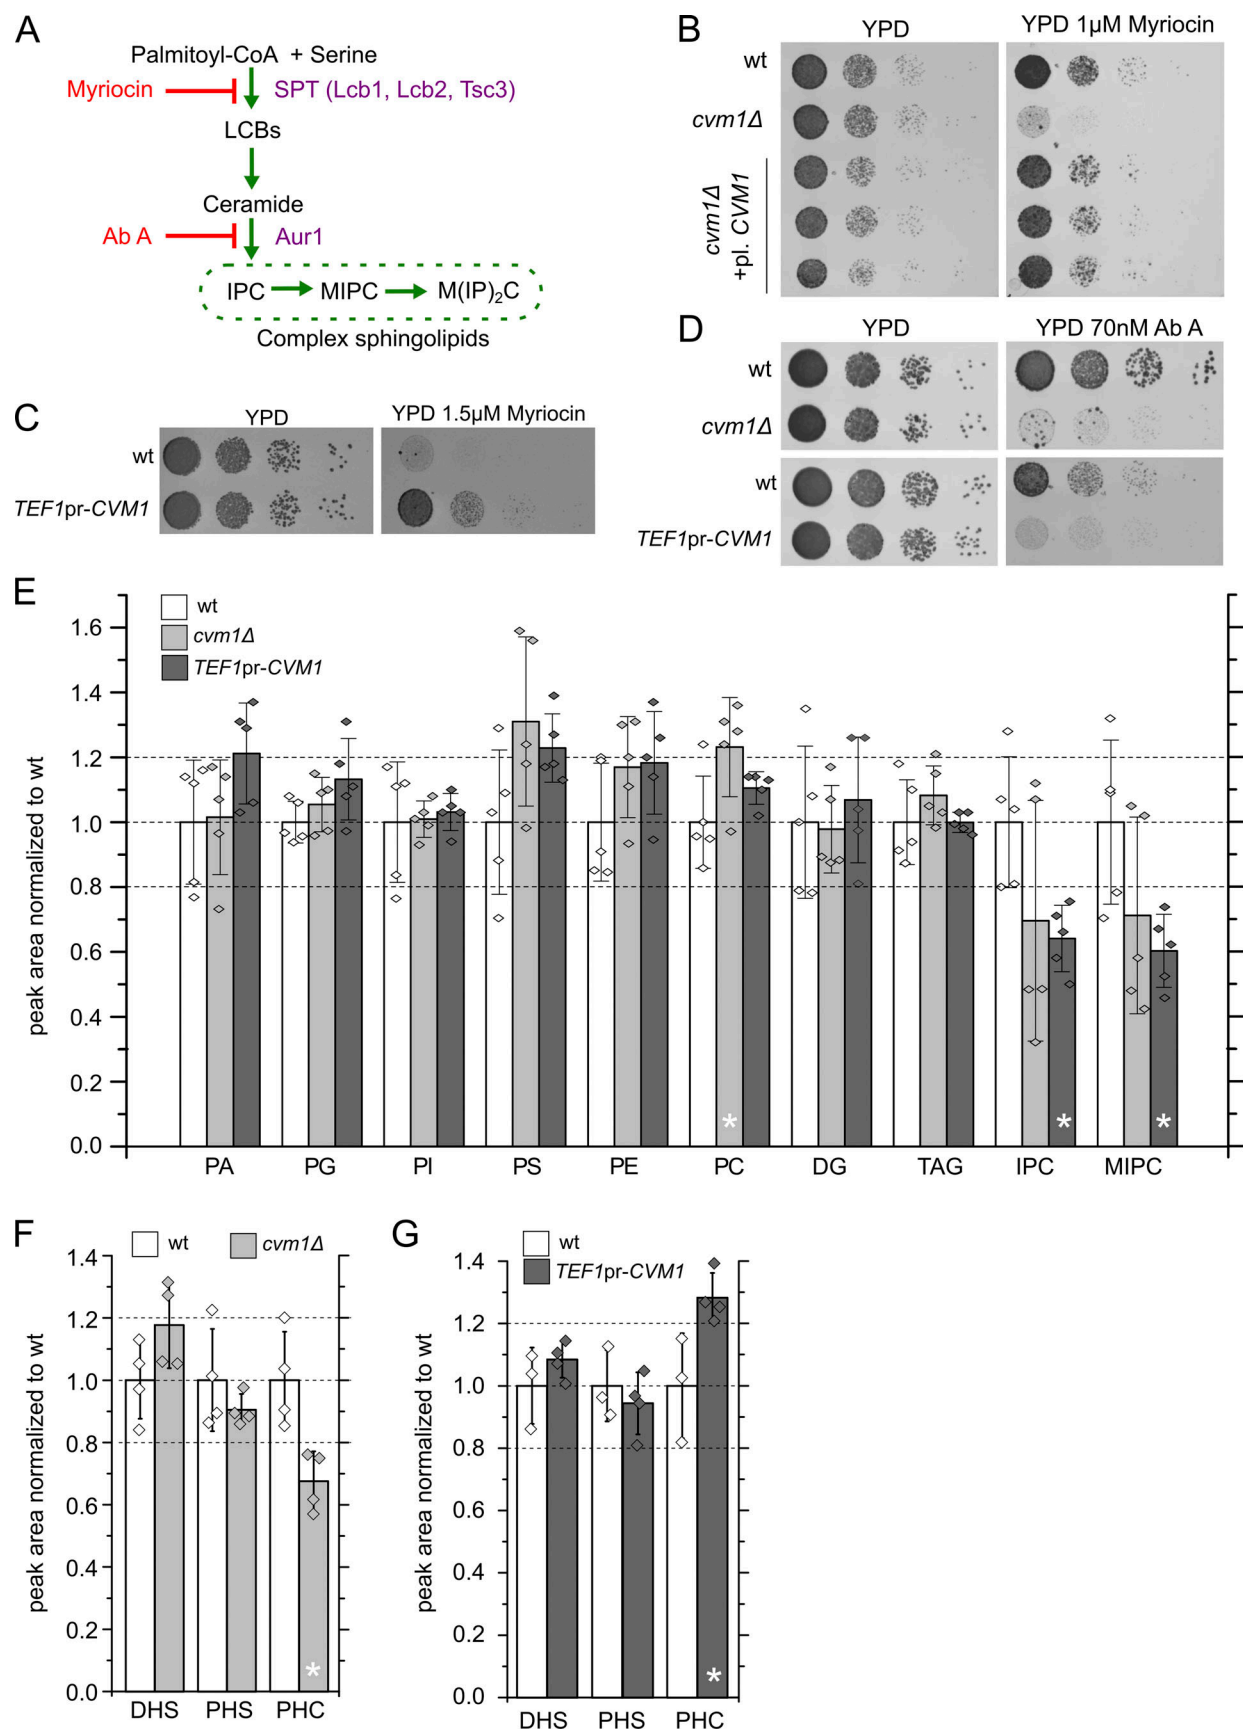 A
Palmitoyl-CoA + Serine
Myriocin
SPT (Lcb1, Lcb2, Tsc3)
LCBs
Ceramide
Ab A
Aur1
IPC
MIPC
M(IP)₂C
Complex sphingolipids
B
YPD
YPD 1μM Myriocin
wt
cvm1Δ
cvm1Δ
+pl. CVM1
C
YPD
YPD 1.5μM Myriocin
wt
TEF1pr-CVM1
D
YPD
YPD 70nM Ab A
wt
cvm1Δ
wt
TEF1pr-CVM1
E
wt
cvm1Δ
TEF1pr-CVM1
peak area normalized to wt
1.6
1.4
1.2
1.0
0.8
0.6
0.4
0.2
0.0
* * *
PA PG PI PS PE PC DG TAG IPC MIPC
F
wt
cvm1Δ
peak area normalized to wt
1.4
1.2
1.0
0.8
0.6
0.4
0.2
0.0
*
DHS PHS PHC
G
wt
TEF1pr-CVM1
peak area normalized to wt
1.4
1.2
1.0
0.8
0.6
0.4
0.2
0.0
*
DHS PHS PHC